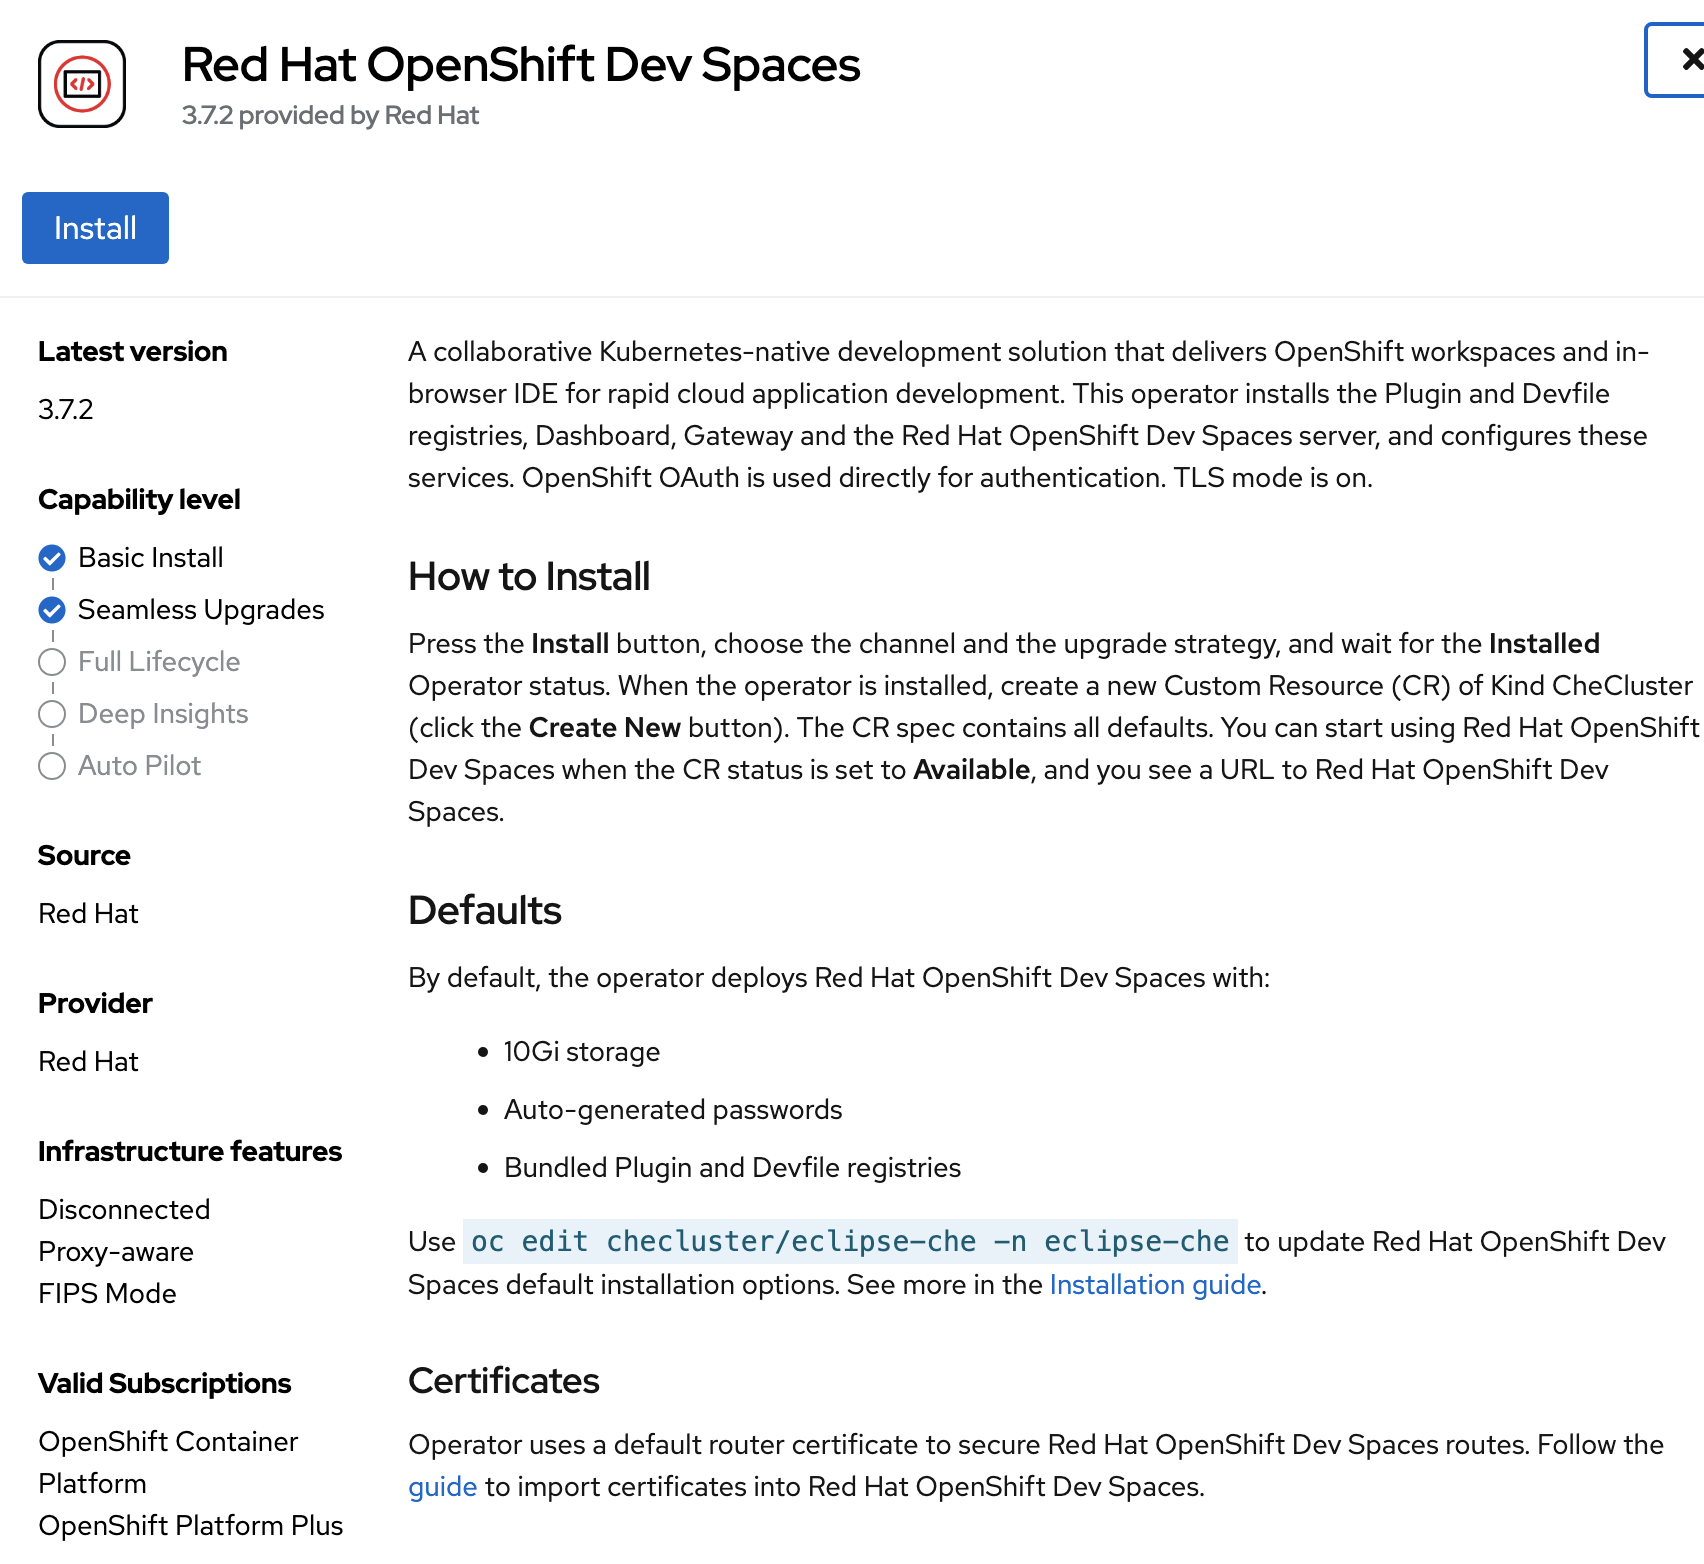 Red Hat OpenShift Dev Spaces
3.7.2 provided by Red Hat
Install
Latest version
3.7.2
Capability level
Basic Install
Seamless Upgrades
Full Lifecycle
Deep Insights
Auto Pilot
Source
Red Hat
Provider
Red Hat
Infrastructure features
Disconnected
Proxy-aware
FIPS Mode
Valid Subscriptions
OpenShift Container
Platform
OpenShift Platform Plus
A collaborative Kubernetes-native development solution that delivers OpenShift workspaces and in-
browser IDE for rapid cloud application development. This operator installs the Plugin and Devfile
registries, Dashboard, Gateway and the Red Hat OpenShift Dev Spaces server, and configures these
services. OpenShift OAuth is used directly for authentication. TLS mode is on.
How to Install
Press the Install button, choose the channel and the upgrade strategy, and wait for the Installed
Operator status. When the operator is installed, create a new Custom Resource (CR) of Kind CheCluster
(click the Create New button). The CR spec contains all defaults. You can start using Red Hat OpenShift
Dev Spaces when the CR status is set to Available, and you see a URL to Red Hat OpenShift Dev
Spaces.
Defaults
By default, the operator deploys Red Hat OpenShift Dev Spaces with:
• 10Gi storage
• Auto-generated passwords
• Bundled Plugin and Devfile registries
Use oc edit checluster/eclipse-che -n eclipse-che to update Red Hat OpenShift Dev
Spaces default installation options. See more in the Installation guide.
Certificates
Operator uses a default router certificate to secure Red Hat OpenShift Dev Spaces routes. Follow the
guide to import certificates into Red Hat OpenShift Dev Spaces.